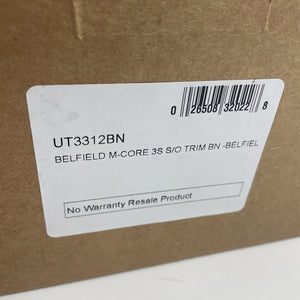 0 26508 32022 8
UT3312BN
BELFIELD M-CORE 3S S/O TRIM BN -BELFIEL
No Warranty Resale Product